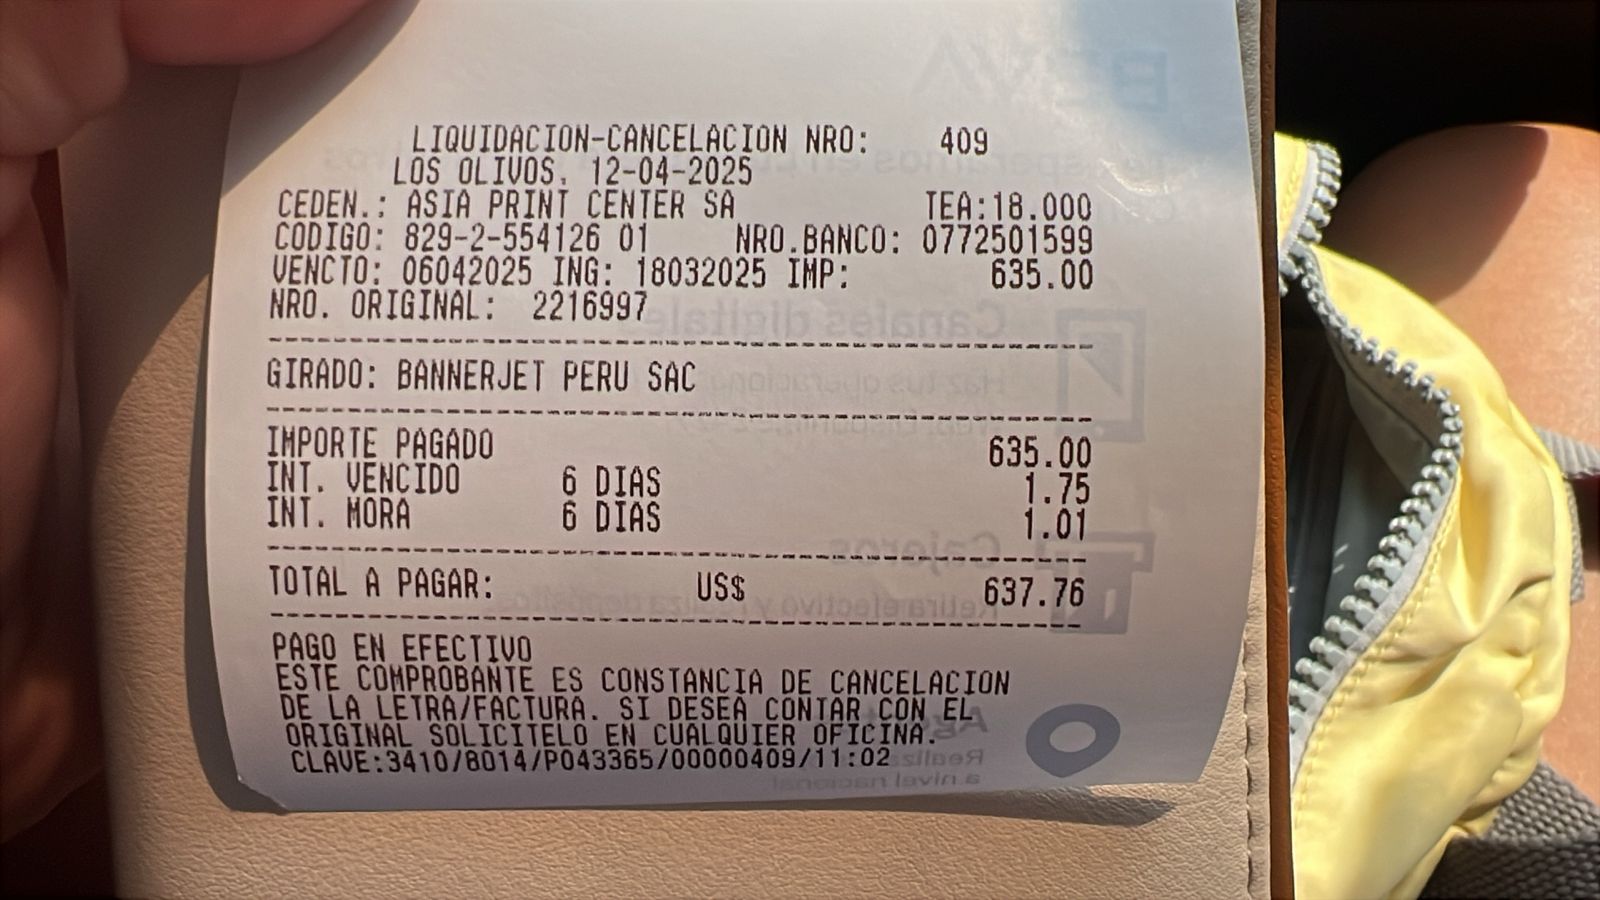 LIQUIDACION-CANCELACION NRO: 409
LOS OLIVOS, 12-04-2025
CEDEN.: ASIA PRINT CENTER SA TEA:18.000
CODIGO: 829-2-554126 01 NRO.BANCO: 0772501599
VENCTO: 06042025 ING: 18032025 IMP: 635.00
NRO. ORIGINAL: 2216997
GIRADO: BANNERJET PERU SAC
IMPORTE PAGADO 635.00
INT. VENCIDO 6 DIAS 1.75
INT. MORA 6 DIAS 1.01
TOTAL A PAGAR: US$ 637.76
PAGO EN EFECTIVO
ESTE COMPROBANTE ES CONSTANCIA DE CANCELACION
DE LA LETRA/FACTURA. SI DESEA CONTAR CON EL
ORIGINAL SOLICITELO EN CUALQUIER OFICINA.
CLAVE:3410/8014/P043365/00000409/11:02